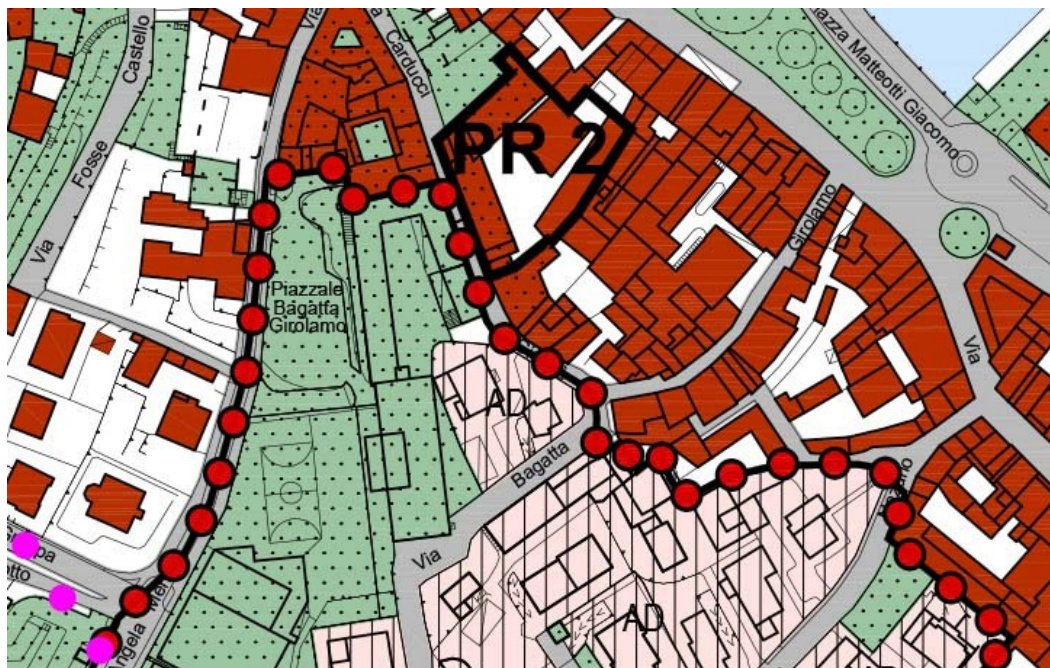 Via
Castello
Carducci
Piazza Matteotti Giacomo
PR 2
Fosse
Via
Girolamo
Piazzale
Bagatta
Girolamo
Via
AD
Bagatta
Via
AD
Angela